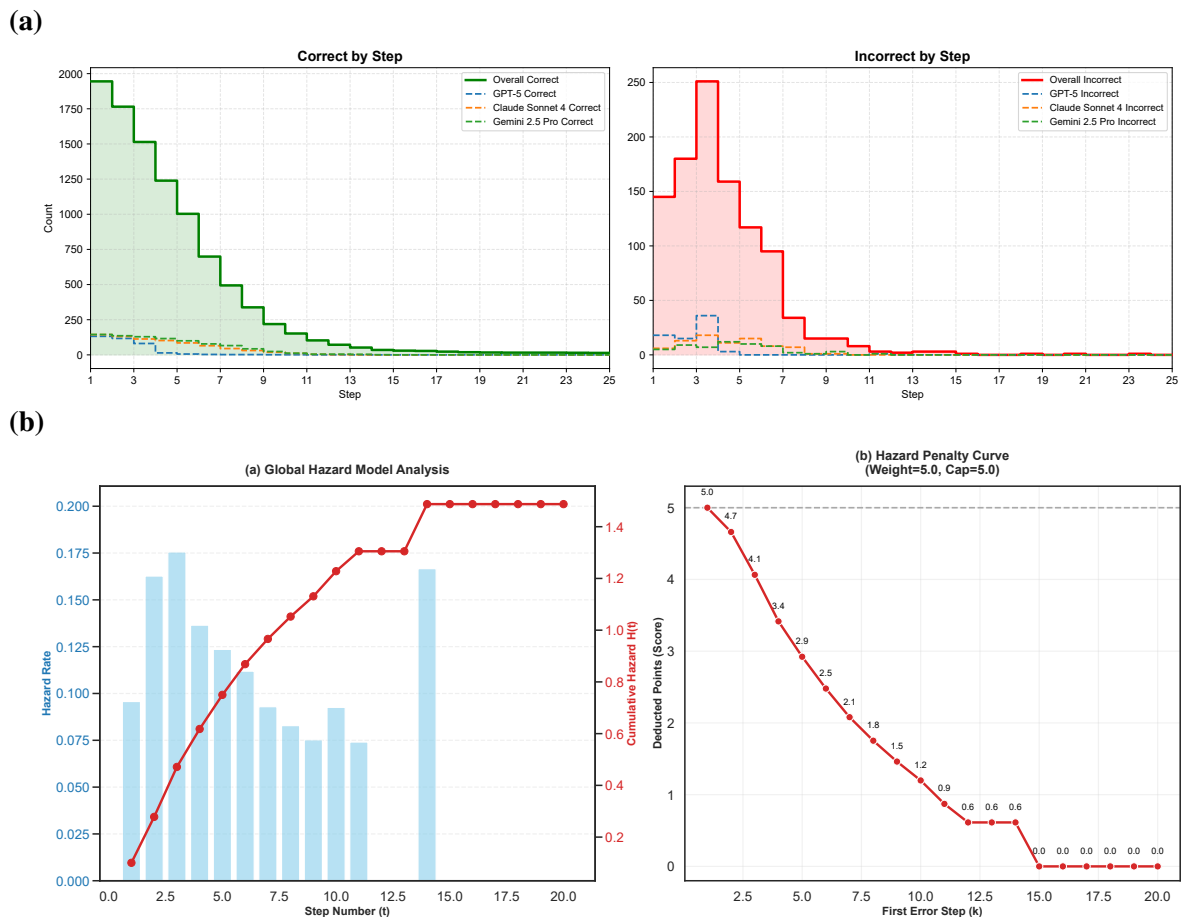 (a)
Correct by Step
Overall Correct
GPT-5 Correct
Claude Sonnet 4 Correct
Gemini 2.5 Pro Correct
Count
2000
1750
1500
1250
1000
750
500
250
0
1 3 5 7 9 11 13 15 17 19 21 23 25
Step
Incorrect by Step
Overall Incorrect
GPT-5 Incorrect
Claude Sonnet 4 Incorrect
Gemini 2.5 Pro Incorrect
250
200
150
100
50
0
1 3 5 7 9 11 13 15 17 19 21 23 25
Step
(b)
(a) Global Hazard Model Analysis
Hazard Rate
0.200
0.175
0.150
0.125
0.100
0.075
0.050
0.025
0.000
0.0 2.5 5.0 7.5 10.0 12.5 15.0 17.5 20.0
Step Number (t)
1.4
1.2
1.0
0.8
0.6
0.4
0.2
Cumulative Hazard H(t)
(b) Hazard Penalty Curve
(Weight=5.0, Cap=5.0)
Deducted Points (Score)
5
4
3
2
1
0
5.0 4.7 4.1 3.4 2.9 2.5 2.1 1.8 1.5 1.2 0.9 0.6 0.6 0.6 0.0 0.0 0.0 0.0 0.0 0.0
2.5 5.0 7.5 10.0 12.5 15.0 17.5 20.0
First Error Step (k)